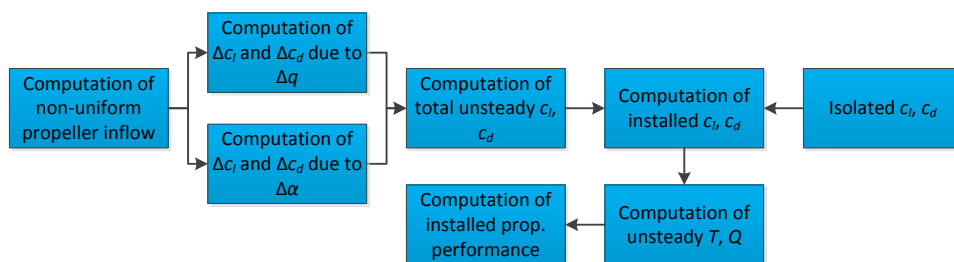 Computation of
non-uniform
propeller inflow
Computation of
Δcl and Δcd due to
Δq
Computation of
Δcl and Δcd due to
Δα
Computation of
total unsteady cl,
cd
Computation of
installed cl, cd
Isolated cl, cd
Computation of
unsteady T, Q
Computation of
installed prop.
performance